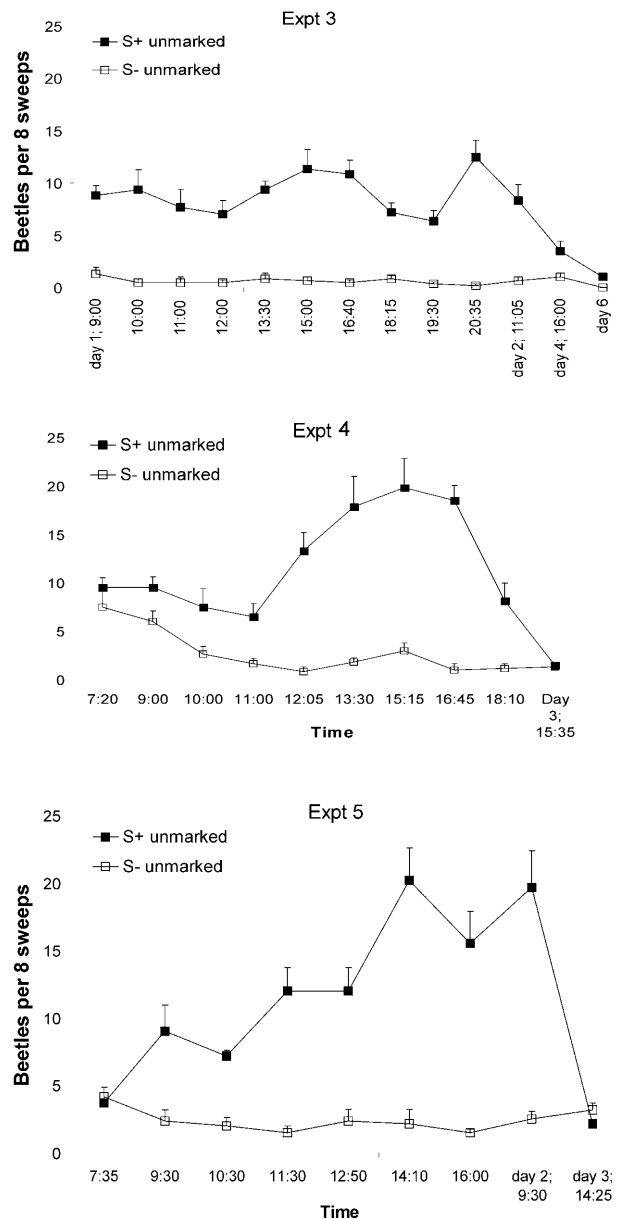 Expt 3
S+ unmarked
S- unmarked
Beetles per 8 sweeps
25
20
15
10
5
0
day 1; 9:00
10:00
11:00
12:00
13:30
15:00
16:40
18:15
19:30
20:35
day 2; 11:05
day 4; 16:00
day 6
Expt 4
S+ unmarked
S- unmarked
25
20
15
10
5
0
7:20 9:00 10:00 11:00 12:05 13:30 15:15 16:45 18:10 Day
3;
15:35
Time
Expt 5
S+ unmarked
S- unmarked
Beetles per 8 sweeps
25
20
15
10
5
0
7:35 9:30 10:30 11:30 12:50 14:10 16:00 day 2; day 3;
9:30 14:25
Time